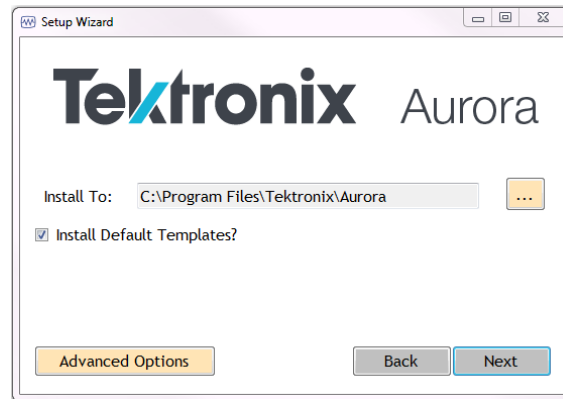 Setup Wizard
Tektronix Aurora
Install To: C:\Program Files\Tektronix\Aurora ...
Install Default Templates?
Advanced Options Back Next